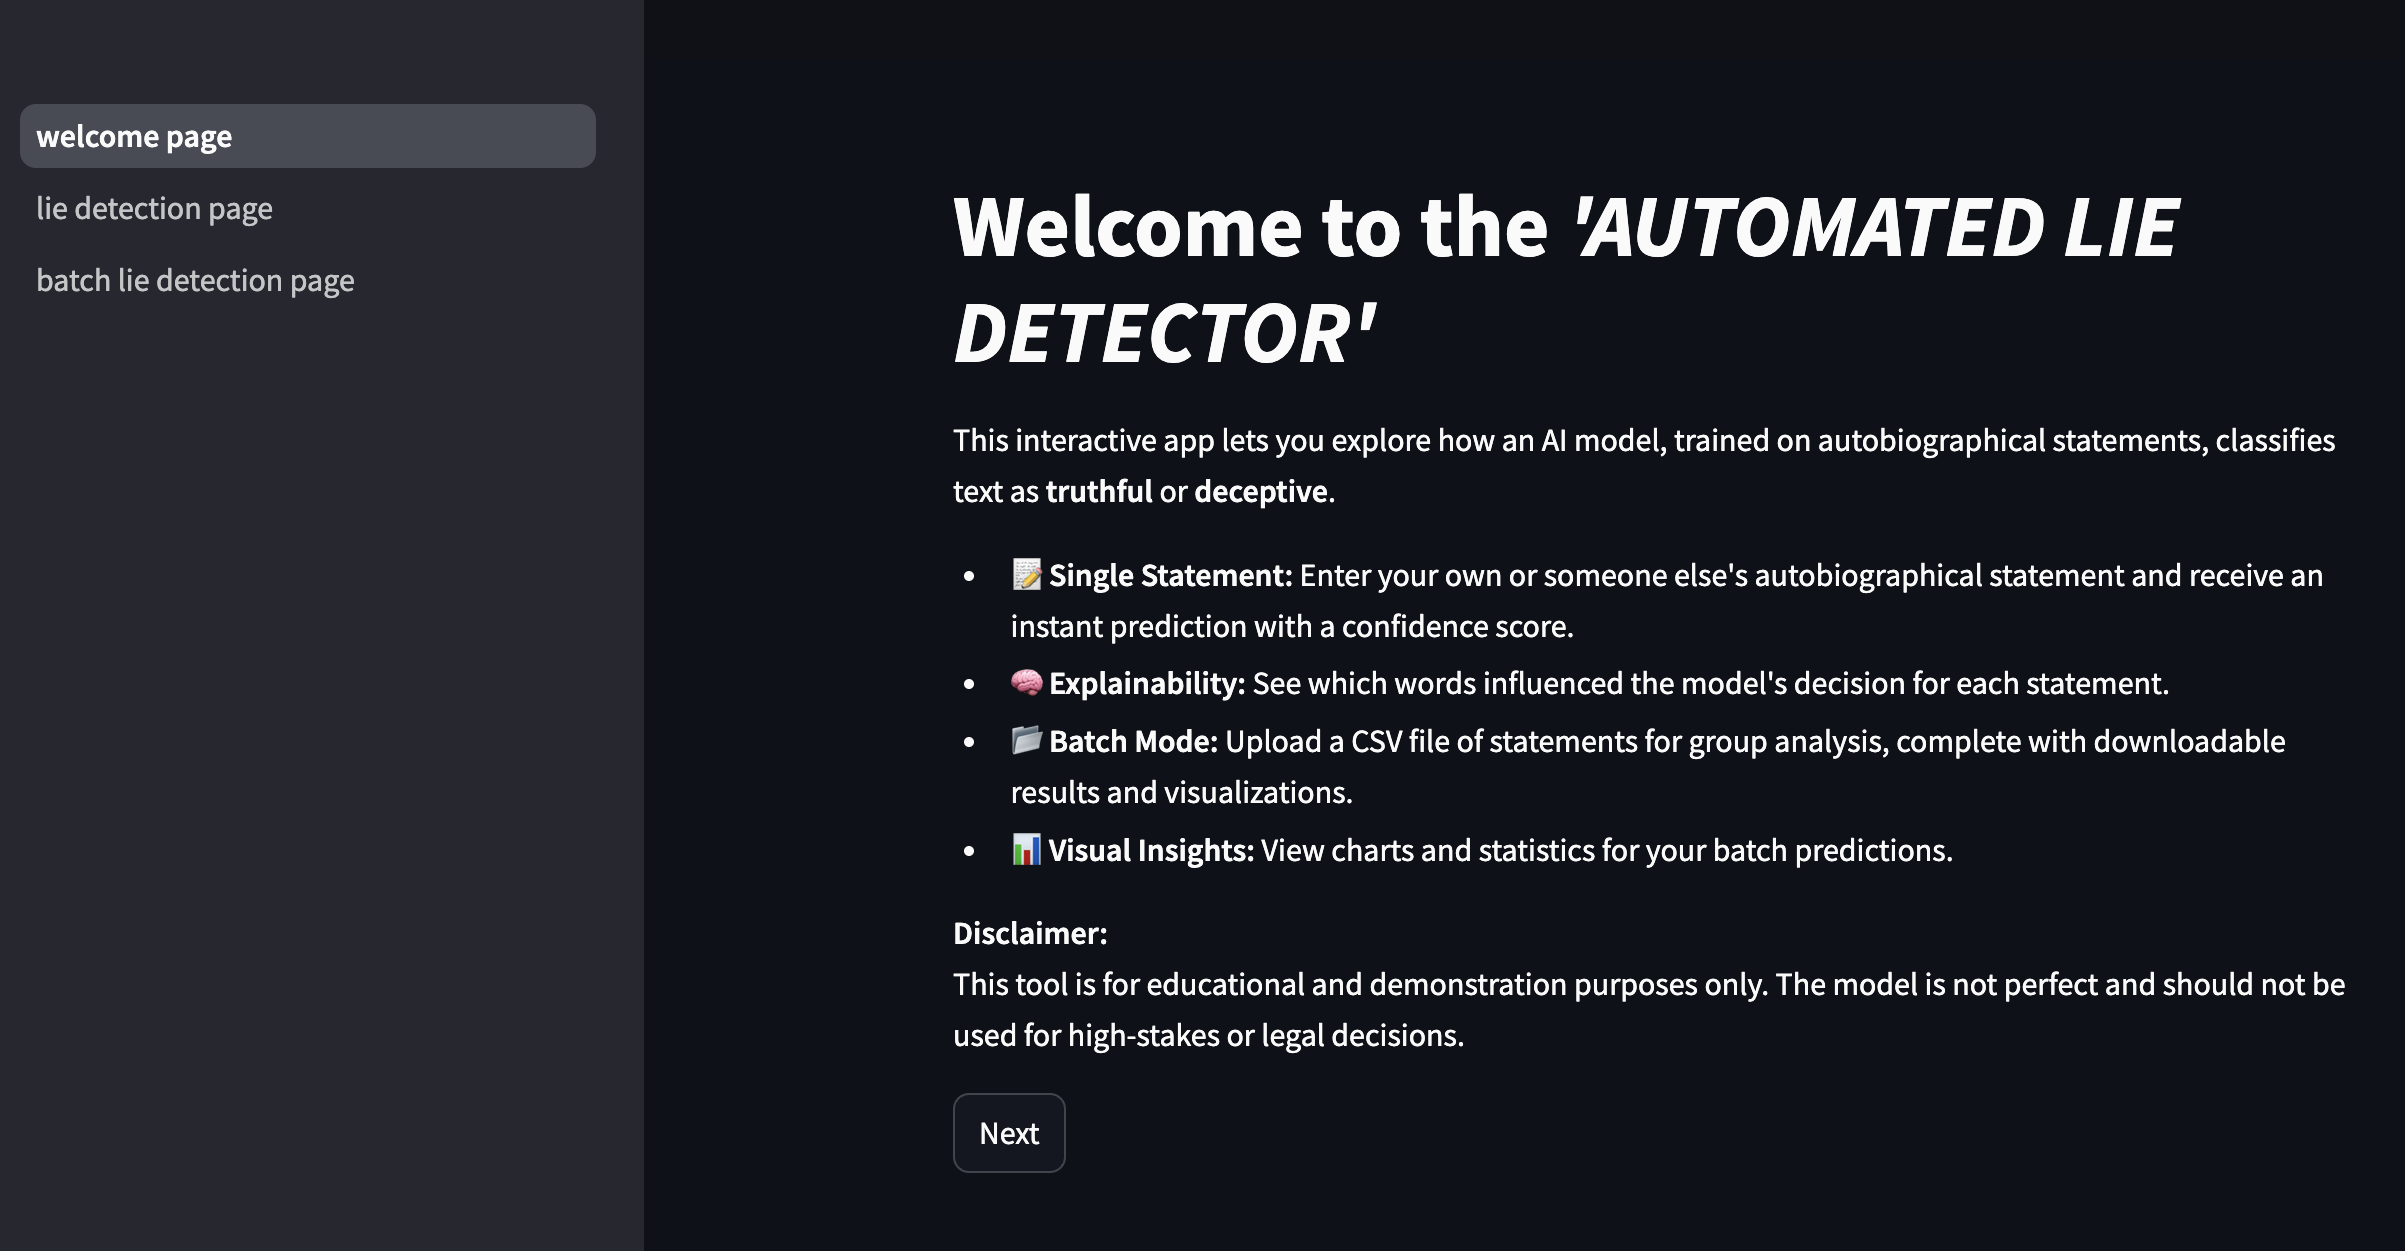 welcome page
lie detection page
batch lie detection page
Welcome to the 'AUTOMATED LIE
DETECTOR'
This interactive app lets you explore how an AI model, trained on autobiographical statements, classifies
text as truthful or deceptive.
• 📝 Single Statement: Enter your own or someone else's autobiographical statement and receive an
instant prediction with a confidence score.
• 🧠 Explainability: See which words influenced the model's decision for each statement.
• 📂 Batch Mode: Upload a CSV file of statements for group analysis, complete with downloadable
results and visualizations.
• 📊 Visual Insights: View charts and statistics for your batch predictions.
Disclaimer:
This tool is for educational and demonstration purposes only. The model is not perfect and should not be
used for high-stakes or legal decisions.
Next